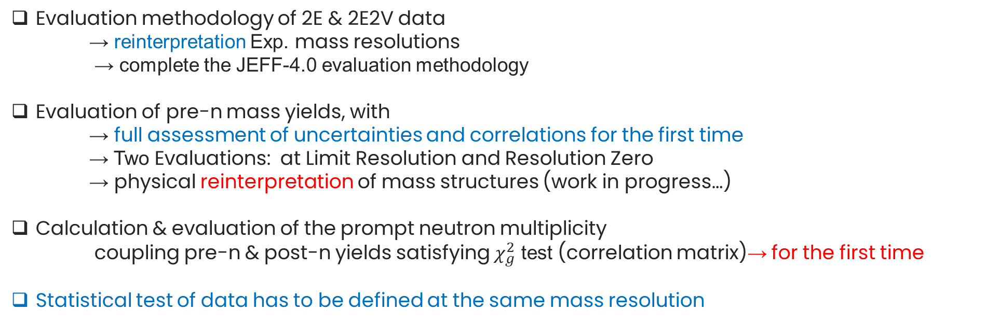 ❑ Evaluation methodology of 2E & 2E2V data
→ reinterpretation Exp. mass resolutions
→ complete the JEFF-4.0 evaluation methodology
❑ Evaluation of pre-n mass yields, with
→ full assessment of uncertainties and correlations for the first time
→ Two Evaluations: at Limit Resolution and Resolution Zero
→ physical reinterpretation of mass structures (work in progress...)
❑ Calculation & evaluation of the prompt neutron multiplicity
coupling pre-n & post-n yields satisfying χ²_g test (correlation matrix)→ for the first time
❑ Statistical test of data has to be defined at the same mass resolution